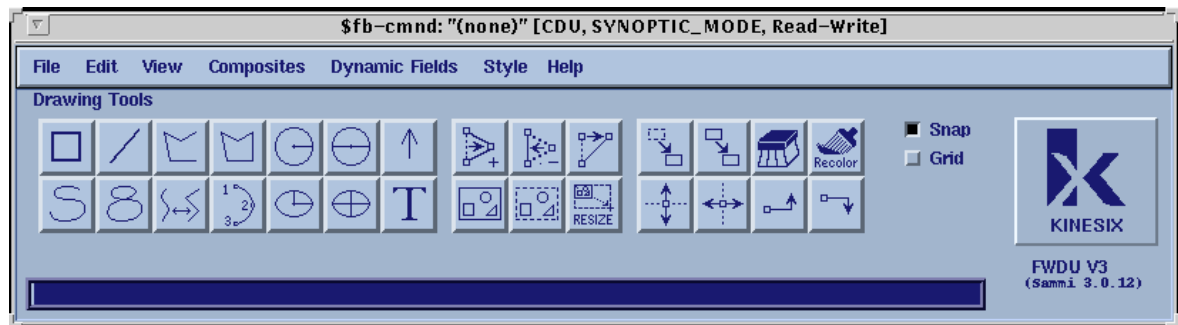 $fb-cmnd: "(none)" [CDU, SYNOPTIC_MODE, Read-Write]
File Edit View Composites Dynamic Fields Style Help
Drawing Tools
Recolor
1 2 3
T
RESIZE
Snap
Grid
KINESIX
FWDU V3
(Sammi 3.0.12)